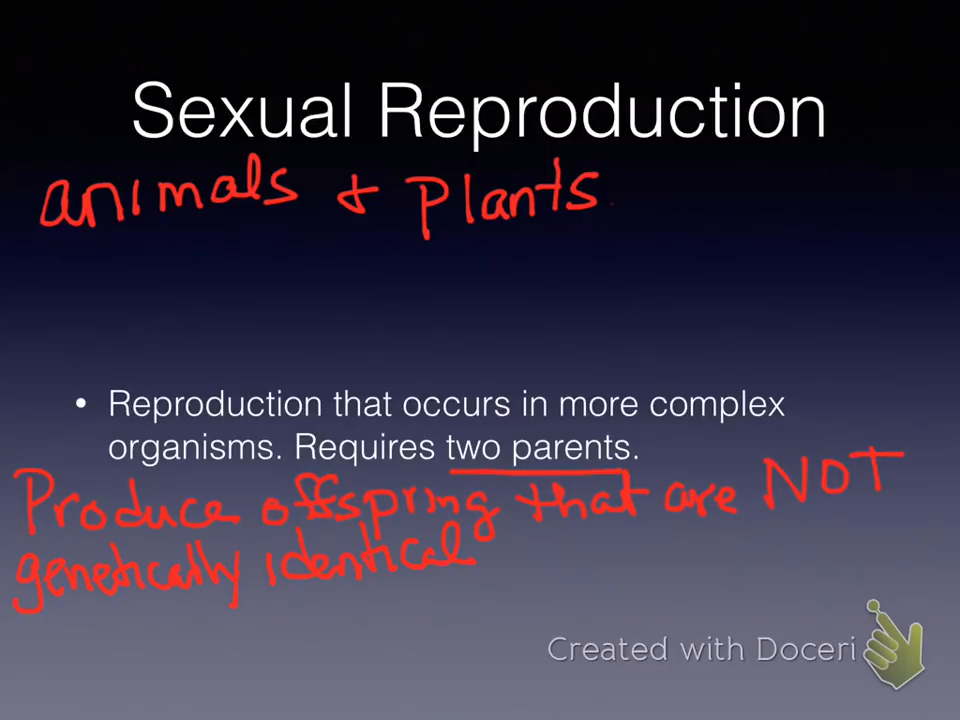 Sexual Reproduction
animals + plants
• Reproduction that occurs in more complex
organisms. Requires two parents.
Produce offspring that are NOT
genetically identical
Created with Doceri